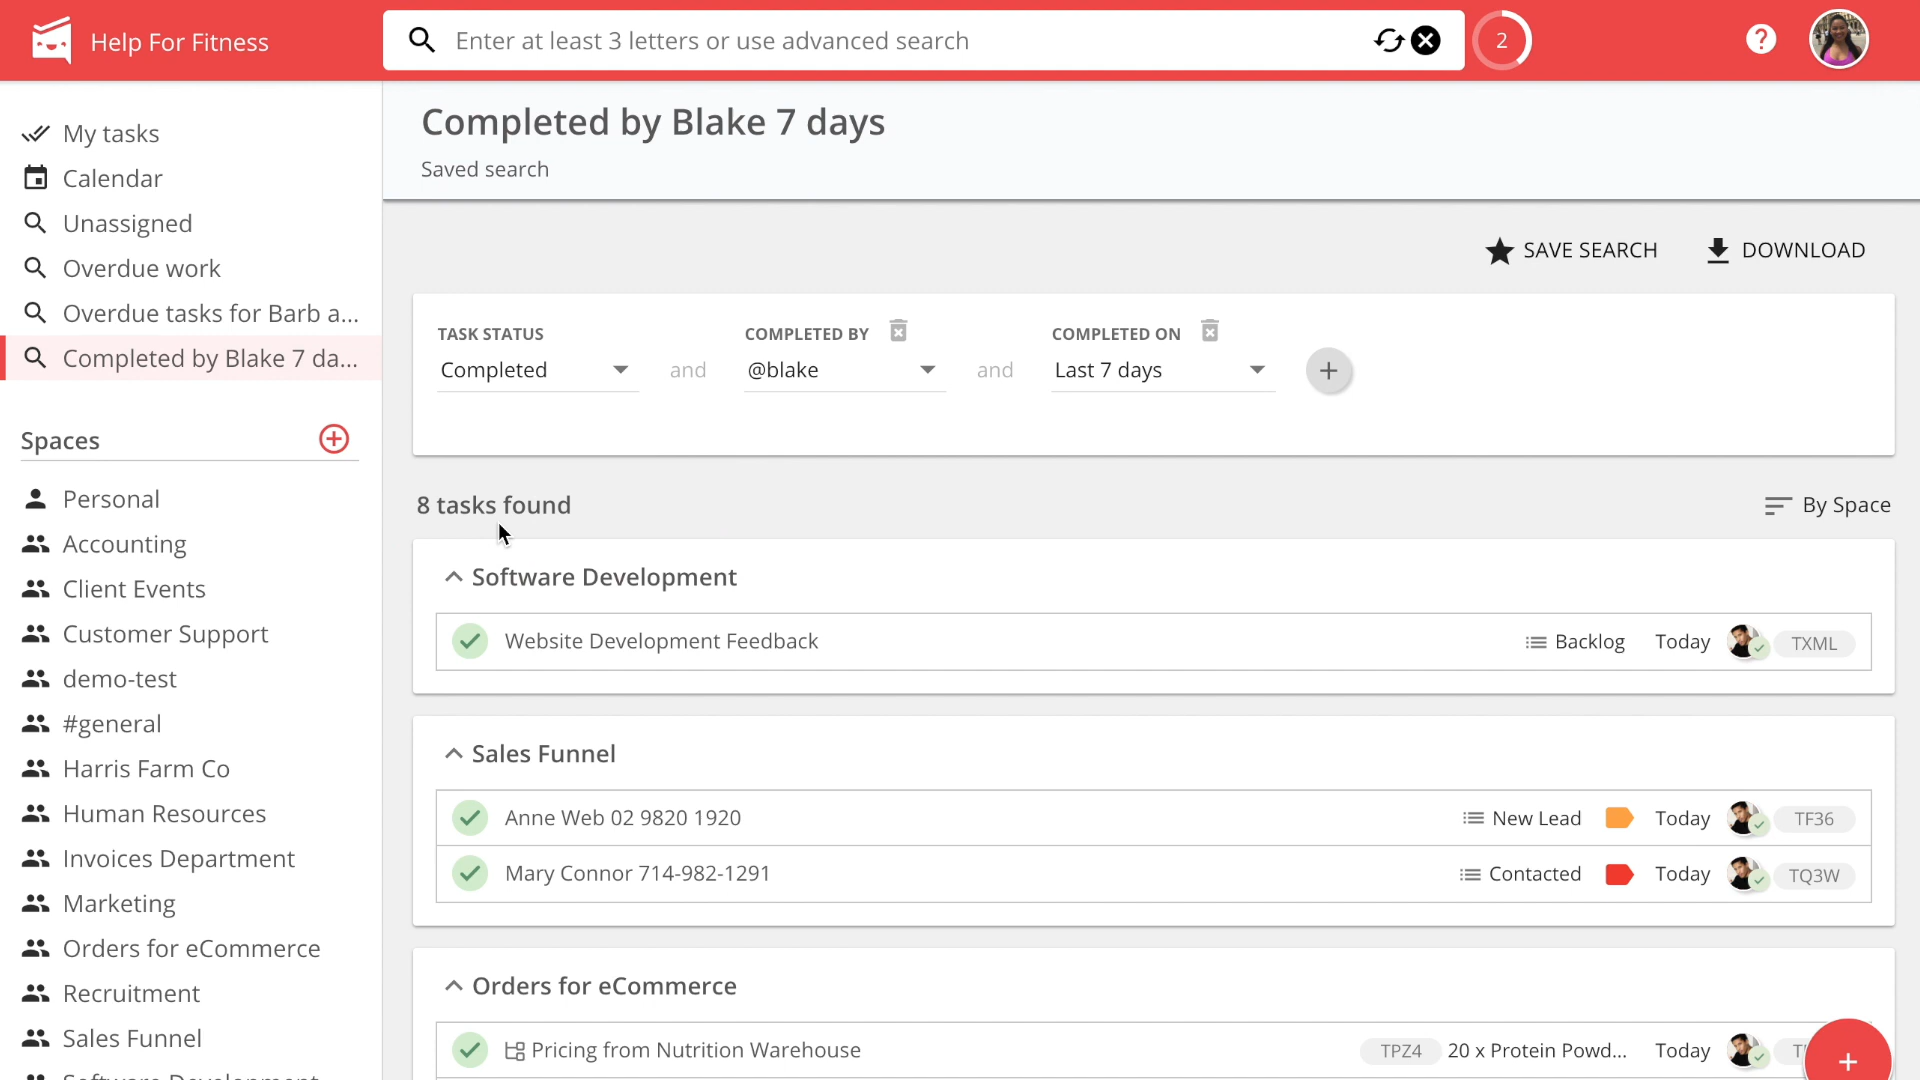 Help For Fitness
Enter at least 3 letters or use advanced search
2
?
My tasks
Calendar
Unassigned
Overdue work
Overdue tasks for Barb a...
Completed by Blake 7 da...
Spaces
Personal
Accounting
Client Events
Customer Support
demo-test
#general
Harris Farm Co
Human Resources
Invoices Department
Marketing
Orders for eCommerce
Recruitment
Sales Funnel
Software Development
Completed by Blake 7 days
Saved search
SAVE SEARCH
DOWNLOAD
TASK STATUS
Completed
and
COMPLETED BY
@blake
and
COMPLETED ON
Last 7 days
+
8 tasks found
By Space
Software Development
Website Development Feedback Backlog Today TXML
Sales Funnel
Anne Web 02 9820 1920 New Lead Today TF36
Mary Connor 714-982-1291 Contacted Today TQ3W
Orders for eCommerce
Pricing from Nutrition Warehouse TPZ4 20 x Protein Powd... Today
+